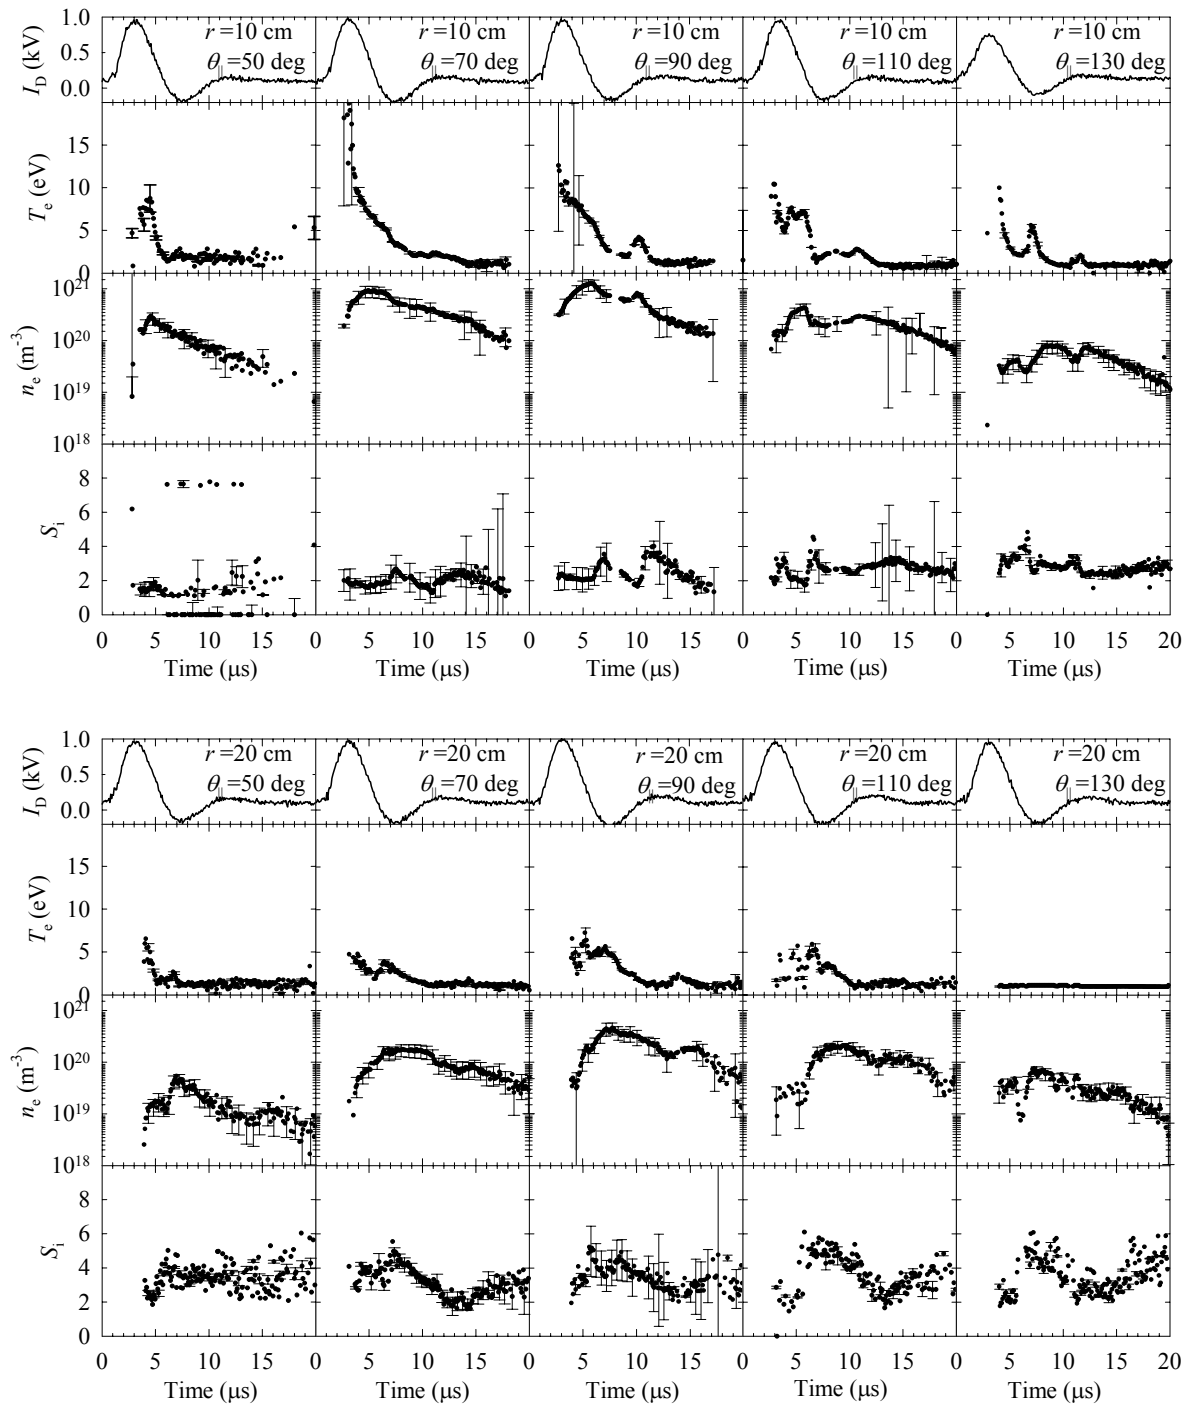 1.0 0.5 0.0 I_D (kV)
r =10 cm θ =50 deg
r =10 cm θ =70 deg
r =10 cm θ =90 deg
r =10 cm θ =110 deg
r =10 cm θ =130 deg
15 10 5 0 T_e (eV)
10^21 10^20 10^19 10^18 n_e (m^-3)
8 6 4 2 0 S_i
0 5 10 15 0 5 10 15 0 5 10 15 0 5 10 15 0 5 10 15 20
Time (μs) Time (μs) Time (μs) Time (μs) Time (μs)
1.0 0.5 0.0 I_D (kV)
r =20 cm θ =50 deg
r =20 cm θ =70 deg
r =20 cm θ =90 deg
r =20 cm θ =110 deg
r =20 cm θ =130 deg
15 10 5 0 T_e (eV)
10^21 10^20 10^19 10^18 n_e (m^-3)
8 6 4 2 0 S_i
0 5 10 15 0 5 10 15 0 5 10 15 0 5 10 15 0 5 10 15 20
Time (μs) Time (μs) Time (μs) Time (μs) Time (μs)